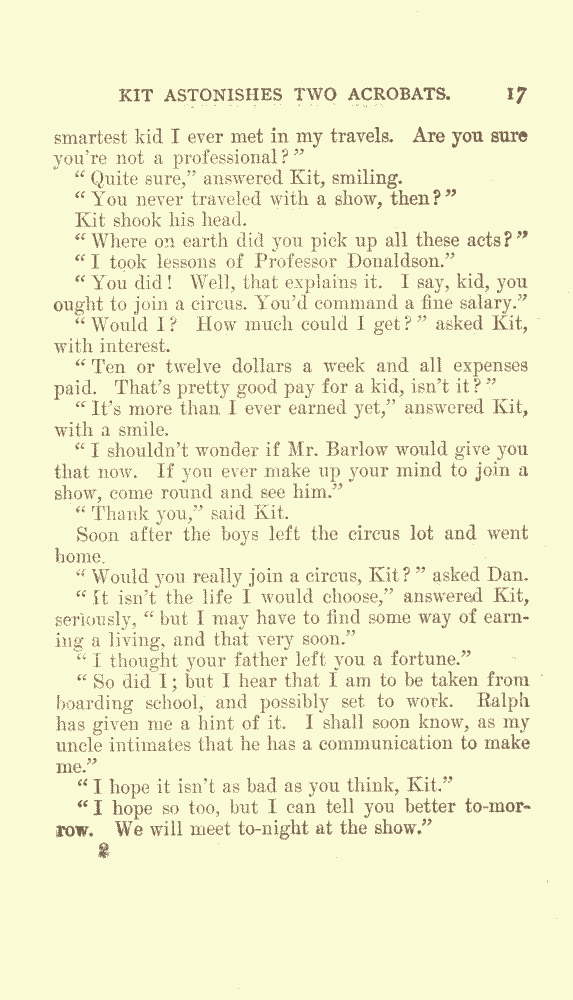 KIT ASTONISHES TWO ACROBATS. 17
smartest kid I ever met in my travels. Are you sure
you're not a professional?"
"Quite sure," answered Kit, smiling.
"You never traveled with a show, then?"
Kit shook his head.
"Where on earth did you pick up all these acts?"
"I took lessons of Professor Donaldson."
"You did! Well, that explains it. I say, kid, you
ought to join a circus. You'd command a fine salary."
"Would I? How much could I get?" asked Kit,
with interest.
"Ten or twelve dollars a week and all expenses
paid. That's pretty good pay for a kid, isn't it?"
"It's more than I ever earned yet," answered Kit,
with a smile.
"I shouldn't wonder if Mr. Barlow would give you
that now. If you ever make up your mind to join a
show, come round and see him."
"Thank you," said Kit.
Soon after the boys left the circus lot and went
home.
"Would you really join a circus, Kit?" asked Dan.
"It isn't the life I would choose," answered Kit,
seriously, "but I may have to find some way of earn-
ing a living, and that very soon."
"I thought your father left you a fortune."
"So did I; but I hear that I am to be taken from
boarding school, and possibly set to work. Ralph
has given me a hint of it. I shall soon know, as my
uncle intimates that he has a communication to make
me."
"I hope it isn't as bad as you think, Kit."
"I hope so too, but I can tell you better to-mor-
row. We will meet to-night at the show."
2